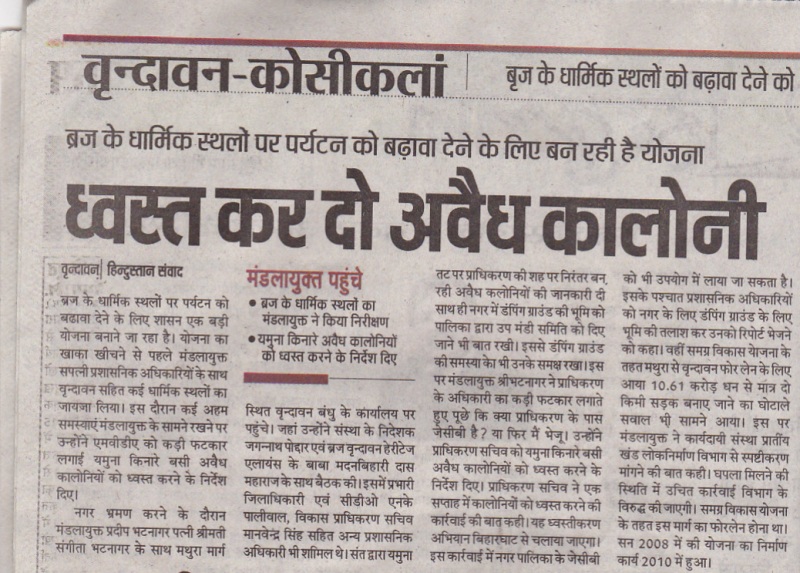 वृन्दावन-कोसीकलां
बृज के धार्मिक स्थलों को बढ़ावा देने को
ब्रज के धार्मिक स्थलों पर पर्यटन को बढ़ावा देने के लिए बन रही है योजना
ध्वस्त कर दो अवैध कालोनी
वृन्दावन| हिन्दुस्तान संवाद
ब्रज के धार्मिक स्थलों पर पर्यटन को
बढावा देने के लिए शासन एक बड़ी
योजना बनाने जा रहा है। योजना का
खाका खीचने से पहले मंडलायुक्त
सपत्नी प्रशासनिक अधिकारियों के साथ
वृन्दावन सहित कई धार्मिक स्थलों का
जायजा लिया। इस दौरान कई अहम
समस्याएं मंडलायुक्त के सामने रखने पर
उन्होंने एमवीडीए को कड़ी फटकार
लगाई यमुना किनारे बसी अवैध
कालोनियों को ध्वस्त करने के निर्देश
दिए।
नगर भ्रमण करने के दौरान
मंडलायुक्त प्रदीप भटनागर पत्नी श्रीमती
संगीता भटनागर के साथ मथुरा मार्ग
मंडलायुक्त पहुंचे
• ब्रज के धार्मिक स्थलों का
मंडलायुक्त ने किया निरीक्षण
• यमुना किनारे अवैध कालोनियों
को ध्वस्त करने के निर्देश दिए
स्थित वृन्दावन बंधु के कार्यालय पर
पहुंचे। जहां उन्होंने संस्था के निदेशक
जगन्नाथ पोद्दार एवं ब्रज वृन्दावन हेरीटेज
एलायंस के बाबा मदनबिहारी दास
महाराज के साथ बैठक की। इसमें प्रभारी
जिलाधिकारी एवं सीडीओ एनके
पालीवाल, विकास प्राधिकरण सचिव
मानवेन्द्र सिंह सहित अन्य प्रशासनिक
अधिकारी भी शामिल थे। संत द्वारा यमुना
तट पर प्राधिकरण की शह पर निरंतर बन
रही अवैध कलोनियों की जानकारी दी
साथ ही नगर में डंपिंग ग्राउंड की भूमि को
पालिका द्वारा उप मंडी समिति को दिए
जाने भी बात रखी। इससे डंपिंग ग्राउंड
की समस्या का भी उनके समक्ष रखा। इस
पर मंडलायुक्त श्री भटनागर ने प्राधिकरण
के अधिकारी का कड़ी फटकार लगाते
हुए पूछे कि क्या प्राधिकरण के पास
जेसीबी है? या फिर मैं भेजू। उन्होंने
प्राधिकरण सचिव को यमुना किनारे बसी
अवैध कालोनियों को ध्वस्त करने के
निर्देश दिए। प्राधिकरण सचिव ने एक
सप्ताह में कालोनियों को ध्वस्त करने की
कार्रवाई की बात कही। यह ध्वस्तीकरण
अभियान बिहारघाट से चलाया जाएगा।
इस कार्रवाई में नगर पालिका के जेसीबी
को भी उपयोग में लाया जा सकता है।
इसके पश्चात प्रशासनिक अधिकारियों
को नगर के लिए डंपिंग ग्राउंड के लिए
भूमि की तलाश कर उनको रिपोर्ट भेजने
को कहा। वहीं समग्र विकास योजना के
तहत मथुरा से वृन्दावन फोर लेन के लिए
आया 10.61 करोड़ धन से मात्र दो
किमी सड़क बनाए जाने का घोटाले
सवाल भी सामने आया। इस पर
मंडलायुक्त ने कार्यदायी संस्था प्रातींय
खंड लोकनिर्माण विभाग से स्पष्टीकरण
मांगने की बात कही। घपला मिलने की
स्थिति में उचित कार्रवाई विभाग के
विरुद्ध की जाएगी। समग्र विकास योजना
के तहत इस मार्ग का फोरलेन होना था।
सन 2008 में की योजना का निर्माण
कार्य 2010 में हुआ।